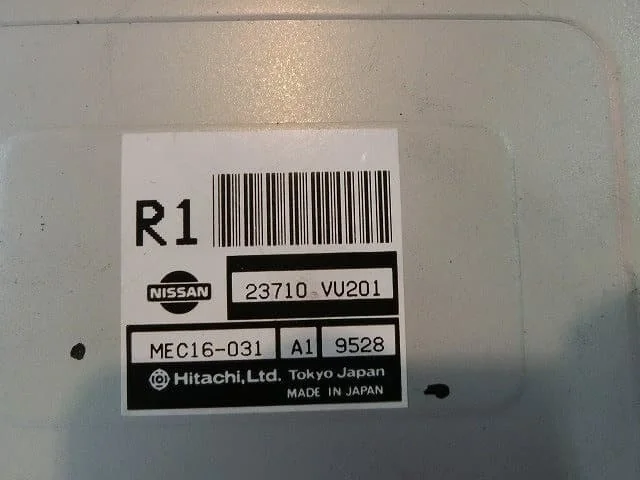 R1
NISSAN
23710 VU201
MEC16-031 A1 9528
Hitachi, Ltd. Tokyo Japan
MADE IN JAPAN